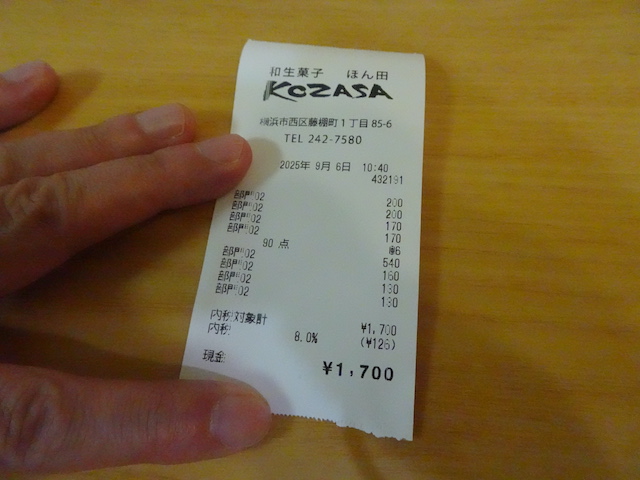 和生菓子 ほん田
KOZASA
横浜市西区藤棚町1丁目85-6
TEL 242-7580
2025年 9月 6日 10:40
432191
部門02 200
部門02 200
部門02 170
部門02 170
90 点 @6
部門02 540
部門02 160
部門02 130
部門02 130
内税対象計 ¥1,700
内税 8.0% (¥126)
現金 ¥1,700